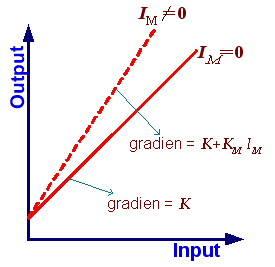 I_M ≠ 0
I_M = 0
Output
gradien = K+K_M I_M
gradien = K
Input